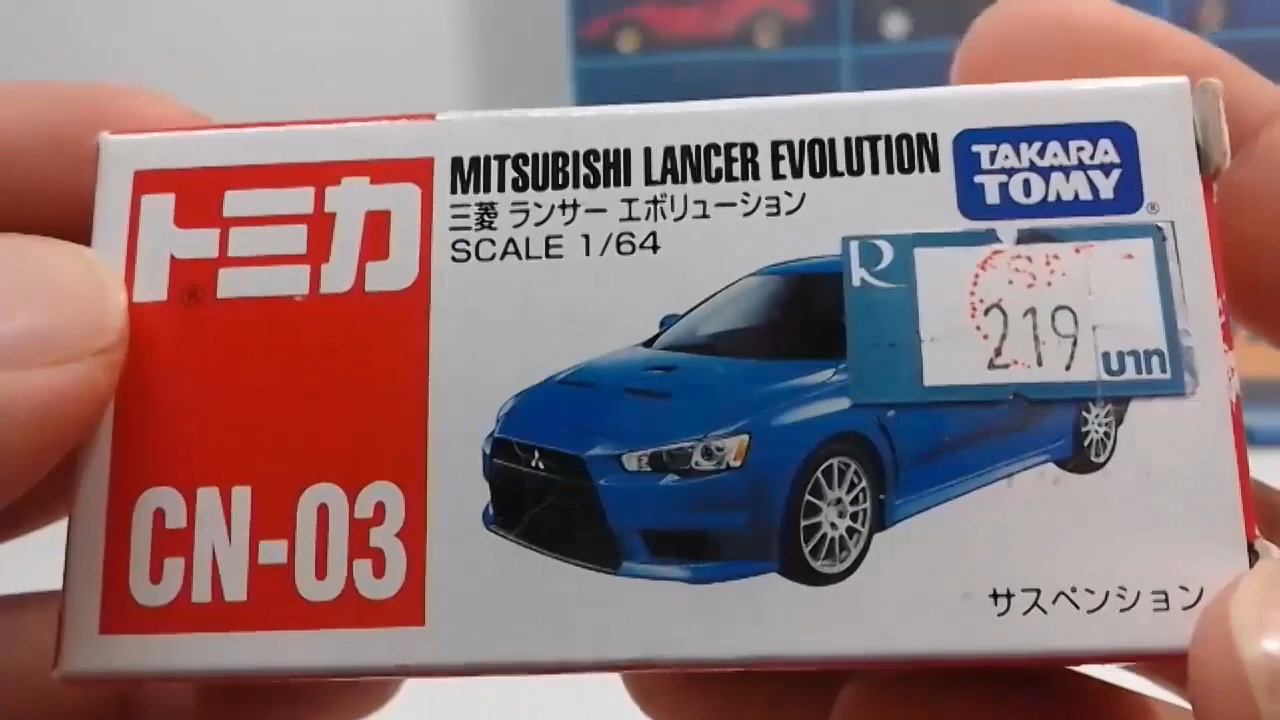 トミカ
®
CN-03
MITSUBISHI LANCER EVOLUTION
三菱 ランサー エボリューション
SCALE 1/64
TAKARA
TOMY
®
R
219
บาท
サスペンション